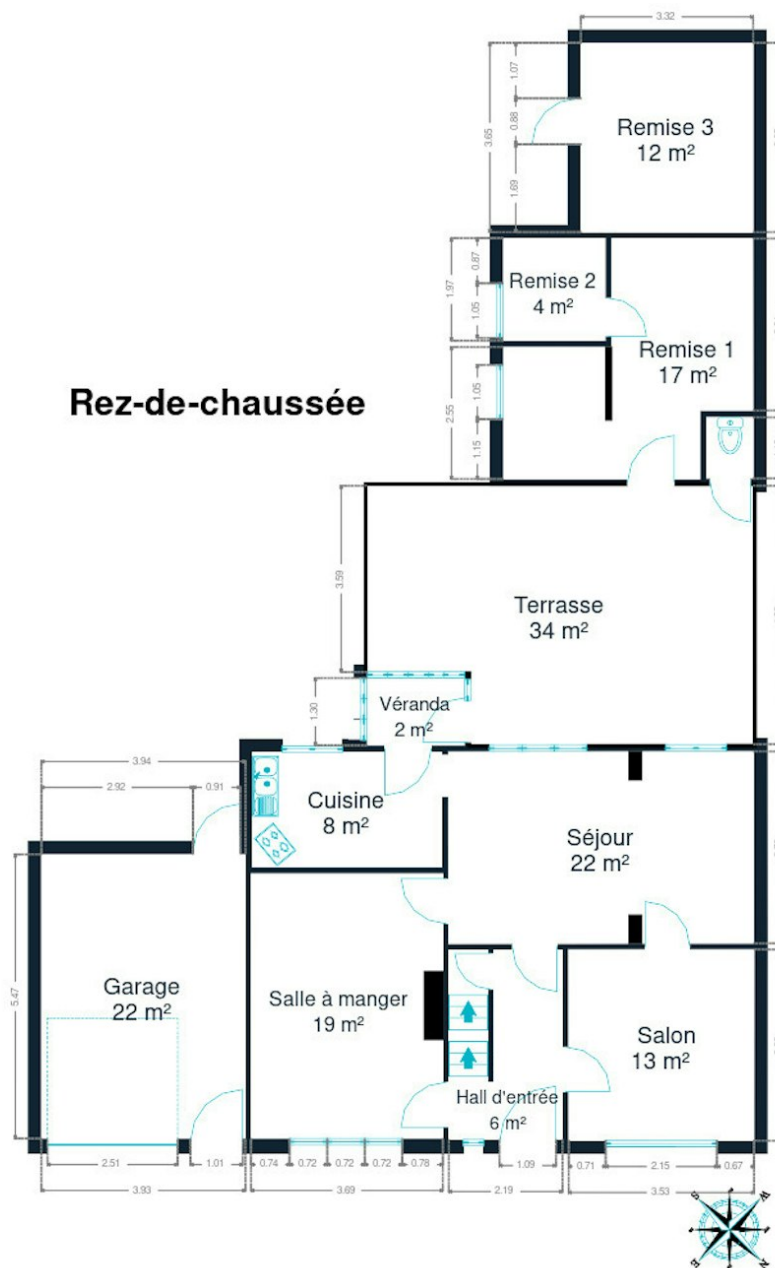 3.32
1.07
3.65
0.88
1.69
Remise 3
12 m²
0.87
1.97
1.05
Remise 2
4 m²
Remise 1
17 m²
2.55
1.05
1.15
Rez-de-chaussée
3.59
Terrasse
34 m²
1.30
Véranda
2 m²
3.94
2.92
0.91
Cuisine
8 m²
Séjour
22 m²
5.47
Garage
22 m²
Salle à manger
19 m²
Salon
13 m²
Hall d'entrée
6 m²
2.51
1.01
0.74
0.72
0.72
0.72
0.78
1.09
0.71
2.15
0.67
3.93
3.69
2.19
3.53
S
W
E
N